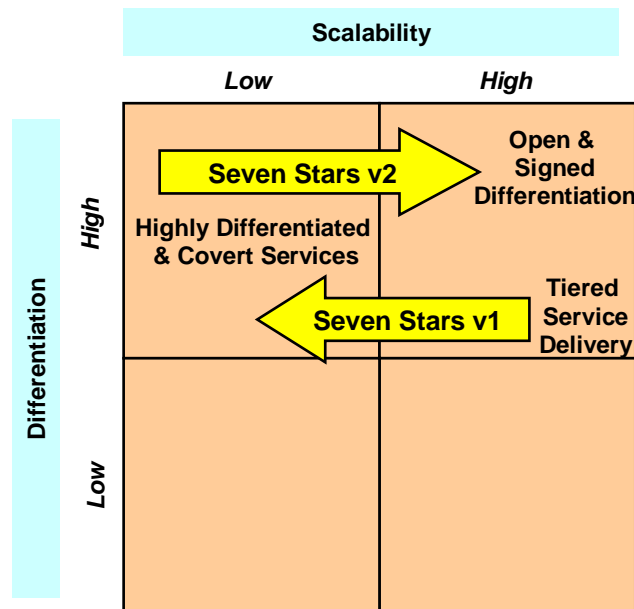 Scalability
Low
High
Differentiation
High
Low
Seven Stars v2
Open &
Signed
Differentiation
Highly Differentiated
& Covert Services
Seven Stars v1
Tiered
Service
Delivery